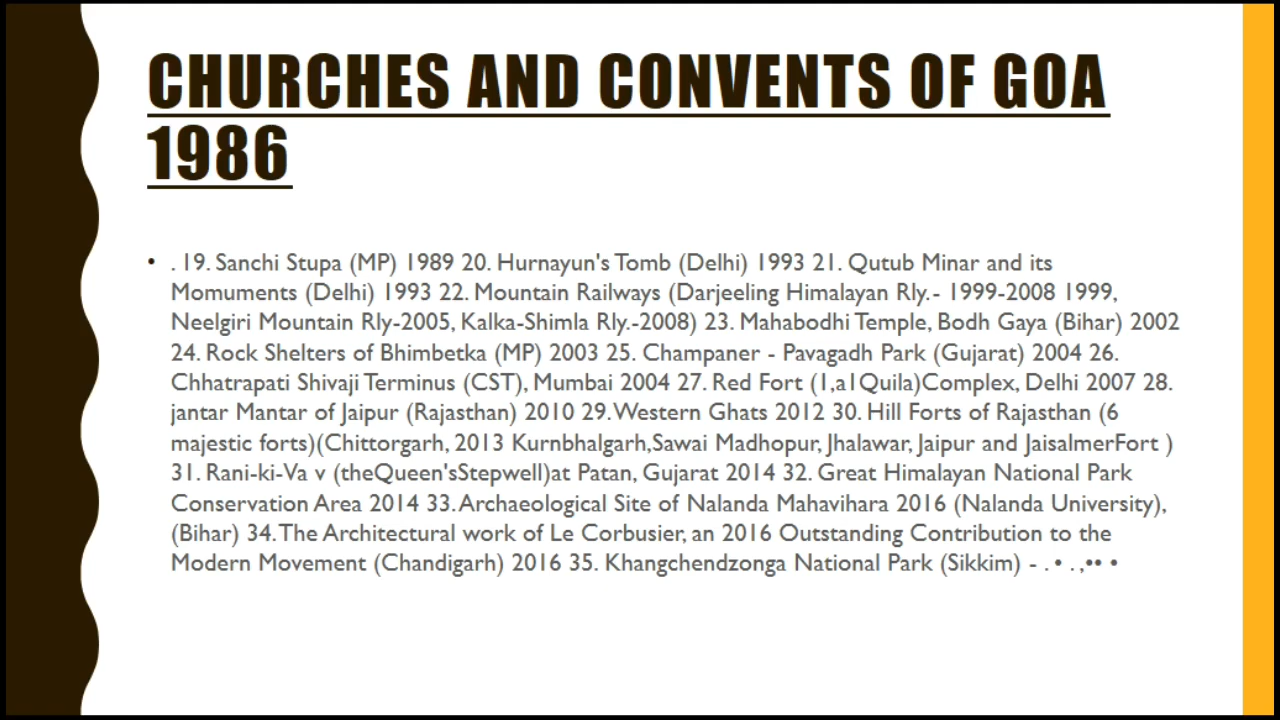 CHURCHES AND CONVENTS OF GOA
1986
• . 19. Sanchi Stupa (MP) 1989 20. Hurnayun's Tomb (Delhi) 1993 21. Qutub Minar and its
Momuments (Delhi) 1993 22. Mountain Railways (Darjeeling Himalayan Rly.- 1999-2008 1999,
Neelgiri Mountain Rly-2005, Kalka-Shimla Rly.-2008) 23. Mahabodhi Temple, Bodh Gaya (Bihar) 2002
24. Rock Shelters of Bhimbetka (MP) 2003 25. Champaner - Pavagadh Park (Gujarat) 2004 26.
Chhatrapati Shivaji Terminus (CST), Mumbai 2004 27. Red Fort (1,a1Quila)Complex, Delhi 2007 28.
jantar Mantar of Jaipur (Rajasthan) 2010 29. Western Ghats 2012 30. Hill Forts of Rajasthan (6
majestic forts)(Chittorgarh, 2013 Kurnbhalgarh,Sawai Madhopur, Jhalawar, Jaipur and JaisalmerFort )
31. Rani-ki-Va v (theQueen'sStepwell)at Patan, Gujarat 2014 32. Great Himalayan National Park
Conservation Area 2014 33. Archaeological Site of Nalanda Mahavihara 2016 (Nalanda University),
(Bihar) 34. The Architectural work of Le Corbusier, an 2016 Outstanding Contribution to the
Modern Movement (Chandigarh) 2016 35. Khangchendzonga National Park (Sikkim) - . • . ,•• •